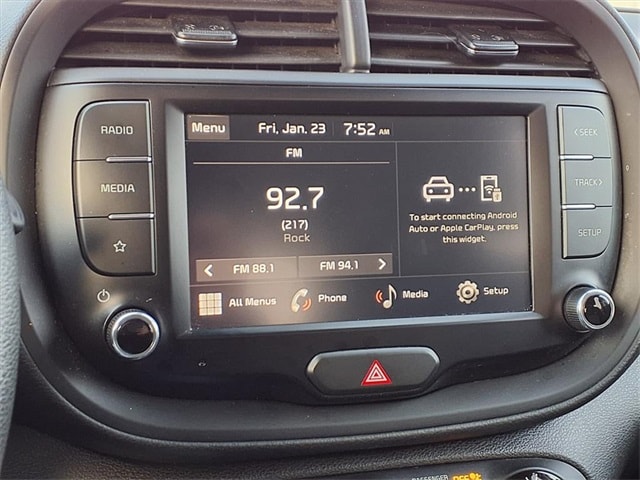 RADIO
MEDIA
Menu Fri, Jan. 23 7:52 AM
FM
92.7
(217)
Rock
FM 88.1 FM 94.1
To start connecting Android
Auto or Apple CarPlay, press
this widget.
All Menus Phone Media Setup
< SEEK
TRACK >
SETUP
PASSENGER OFF